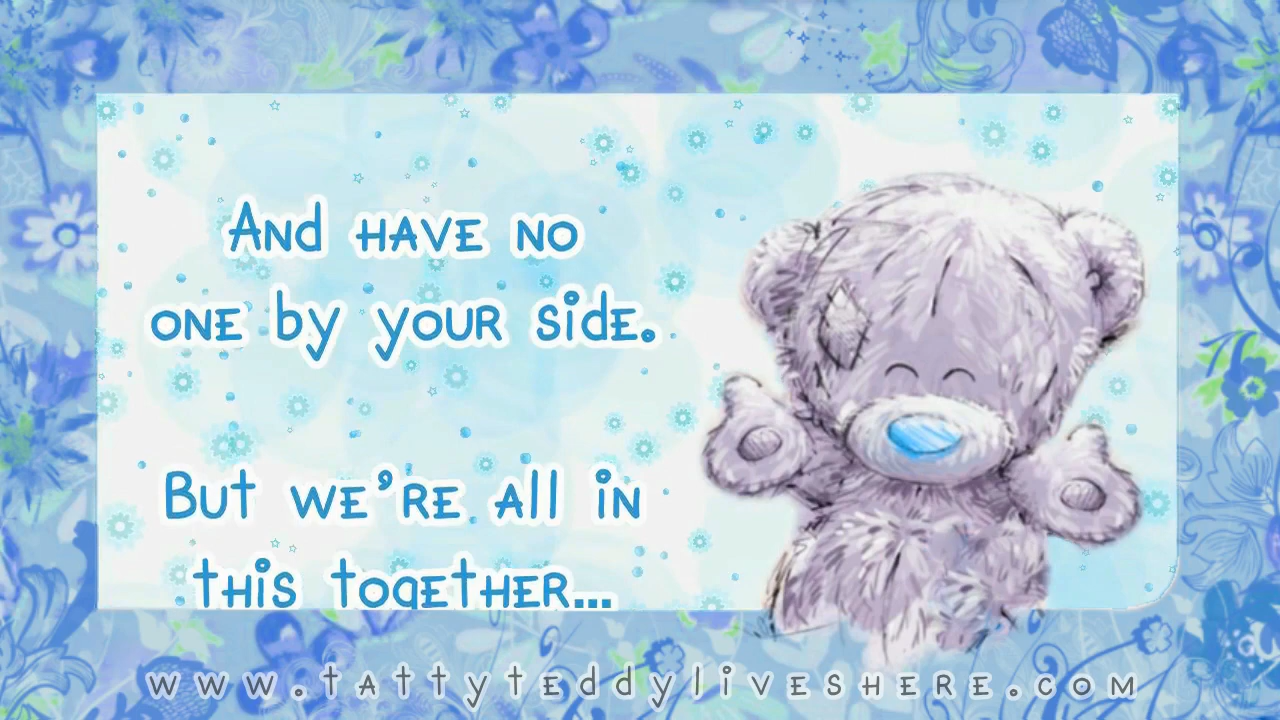 And have no
one by your side.
But we're all in
this together...
www.tattyteddyliveshere.com